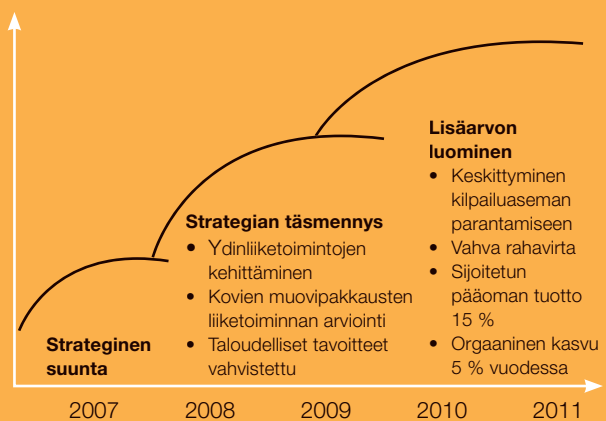 Strateginen
suunta
Strategian täsmennys
• Ydinliiketoimintojen
kehittäminen
• Kovien muovipakkausten
liiketoiminnan arviointi
• Taloudelliset tavoitteet
vahvistettu
Lisäarvon
luominen
• Keskittyminen
kilpailuaseman
parantamiseen
• Vahva rahavirta
• Sijoitetun
pääoman tuotto
15 %
• Orgaaninen kasvu
5 % vuodessa
2007 2008 2009 2010 2011